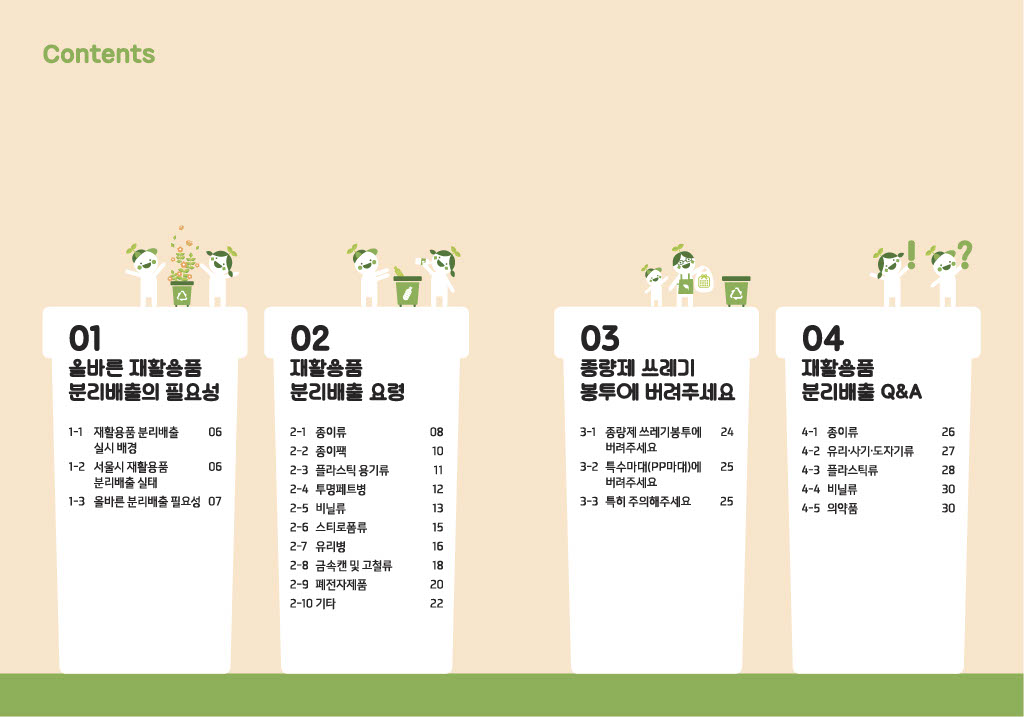 Contents
01
올바른 재활용품
분리배출의 필요성
1-1 재활용품 분리배출 06
실시 배경
1-2 서울시 재활용품 06
분리배출 실태
1-3 올바른 분리배출 필요성 07
02
재활용품
분리배출 요령
2-1 종이류 08
2-2 종이팩 10
2-3 플라스틱 용기류 11
2-4 투명페트병 12
2-5 비닐류 13
2-6 스티로폼류 15
2-7 유리병 16
2-8 금속캔 및 고철류 18
2-9 폐전자제품 20
2-10 기타 22
03
종량제 쓰레기
봉투에 버려주세요
3-1 종량제 쓰레기봉투에 24
버려주세요
3-2 특수마대(PP마대)에 25
버려주세요
3-3 특히 주의해주세요 25
04
재활용품
분리배출 Q&A
4-1 종이류 26
4-2 유리·사기·도자기류 27
4-3 플라스틱류 28
4-4 비닐류 30
4-5 의약품 30